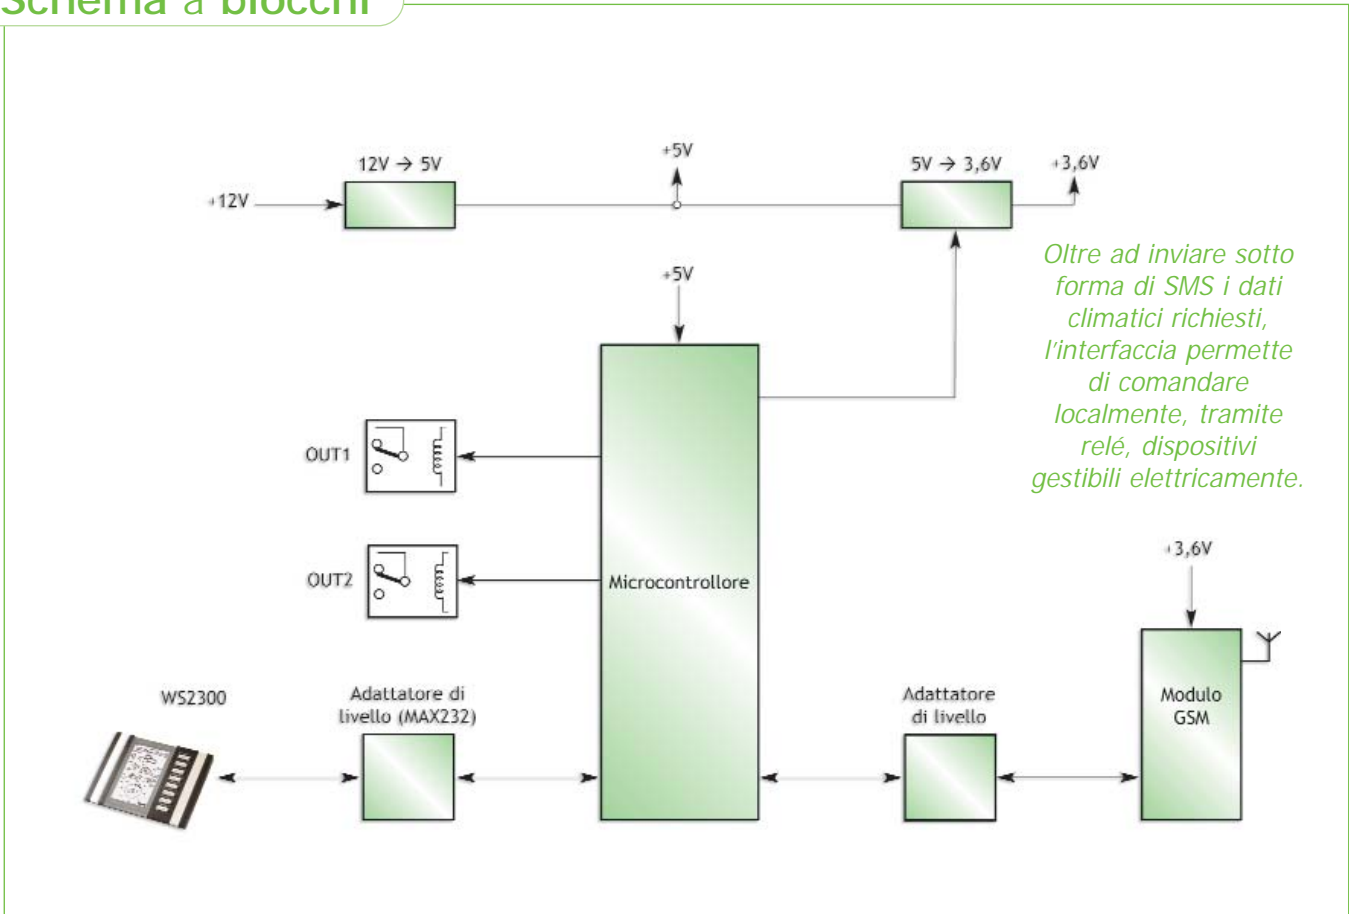 Schema a blocchi
12V → 5V
+5V
5V → 3,6V
+3,6V
+12V
+5V
Oltre ad inviare sotto
forma di SMS i dati
climatici richiesti,
l'interfaccia permette
di comandare
localmente, tramite
relé, dispositivi
gestibili elettricamente.
OUT1
OUT2
Microcontrollore
+3,6V
WS2300
Adattatore di
livello (MAX232)
Adattatore
di livello
Modulo
GSM